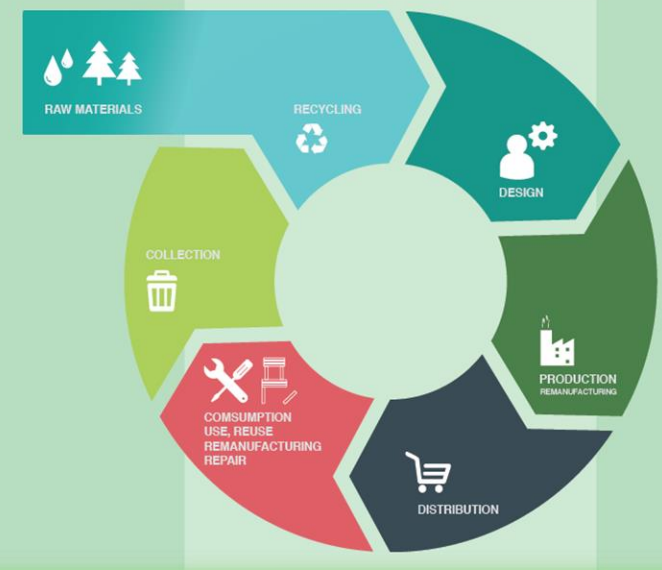 RAW MATERIALS
RECYCLING
DESIGN
PRODUCTION
REMANUFACTURING
DISTRIBUTION
COMSUMPTION
USE, REUSE
REMANUFACTURING
REPAIR
COLLECTION